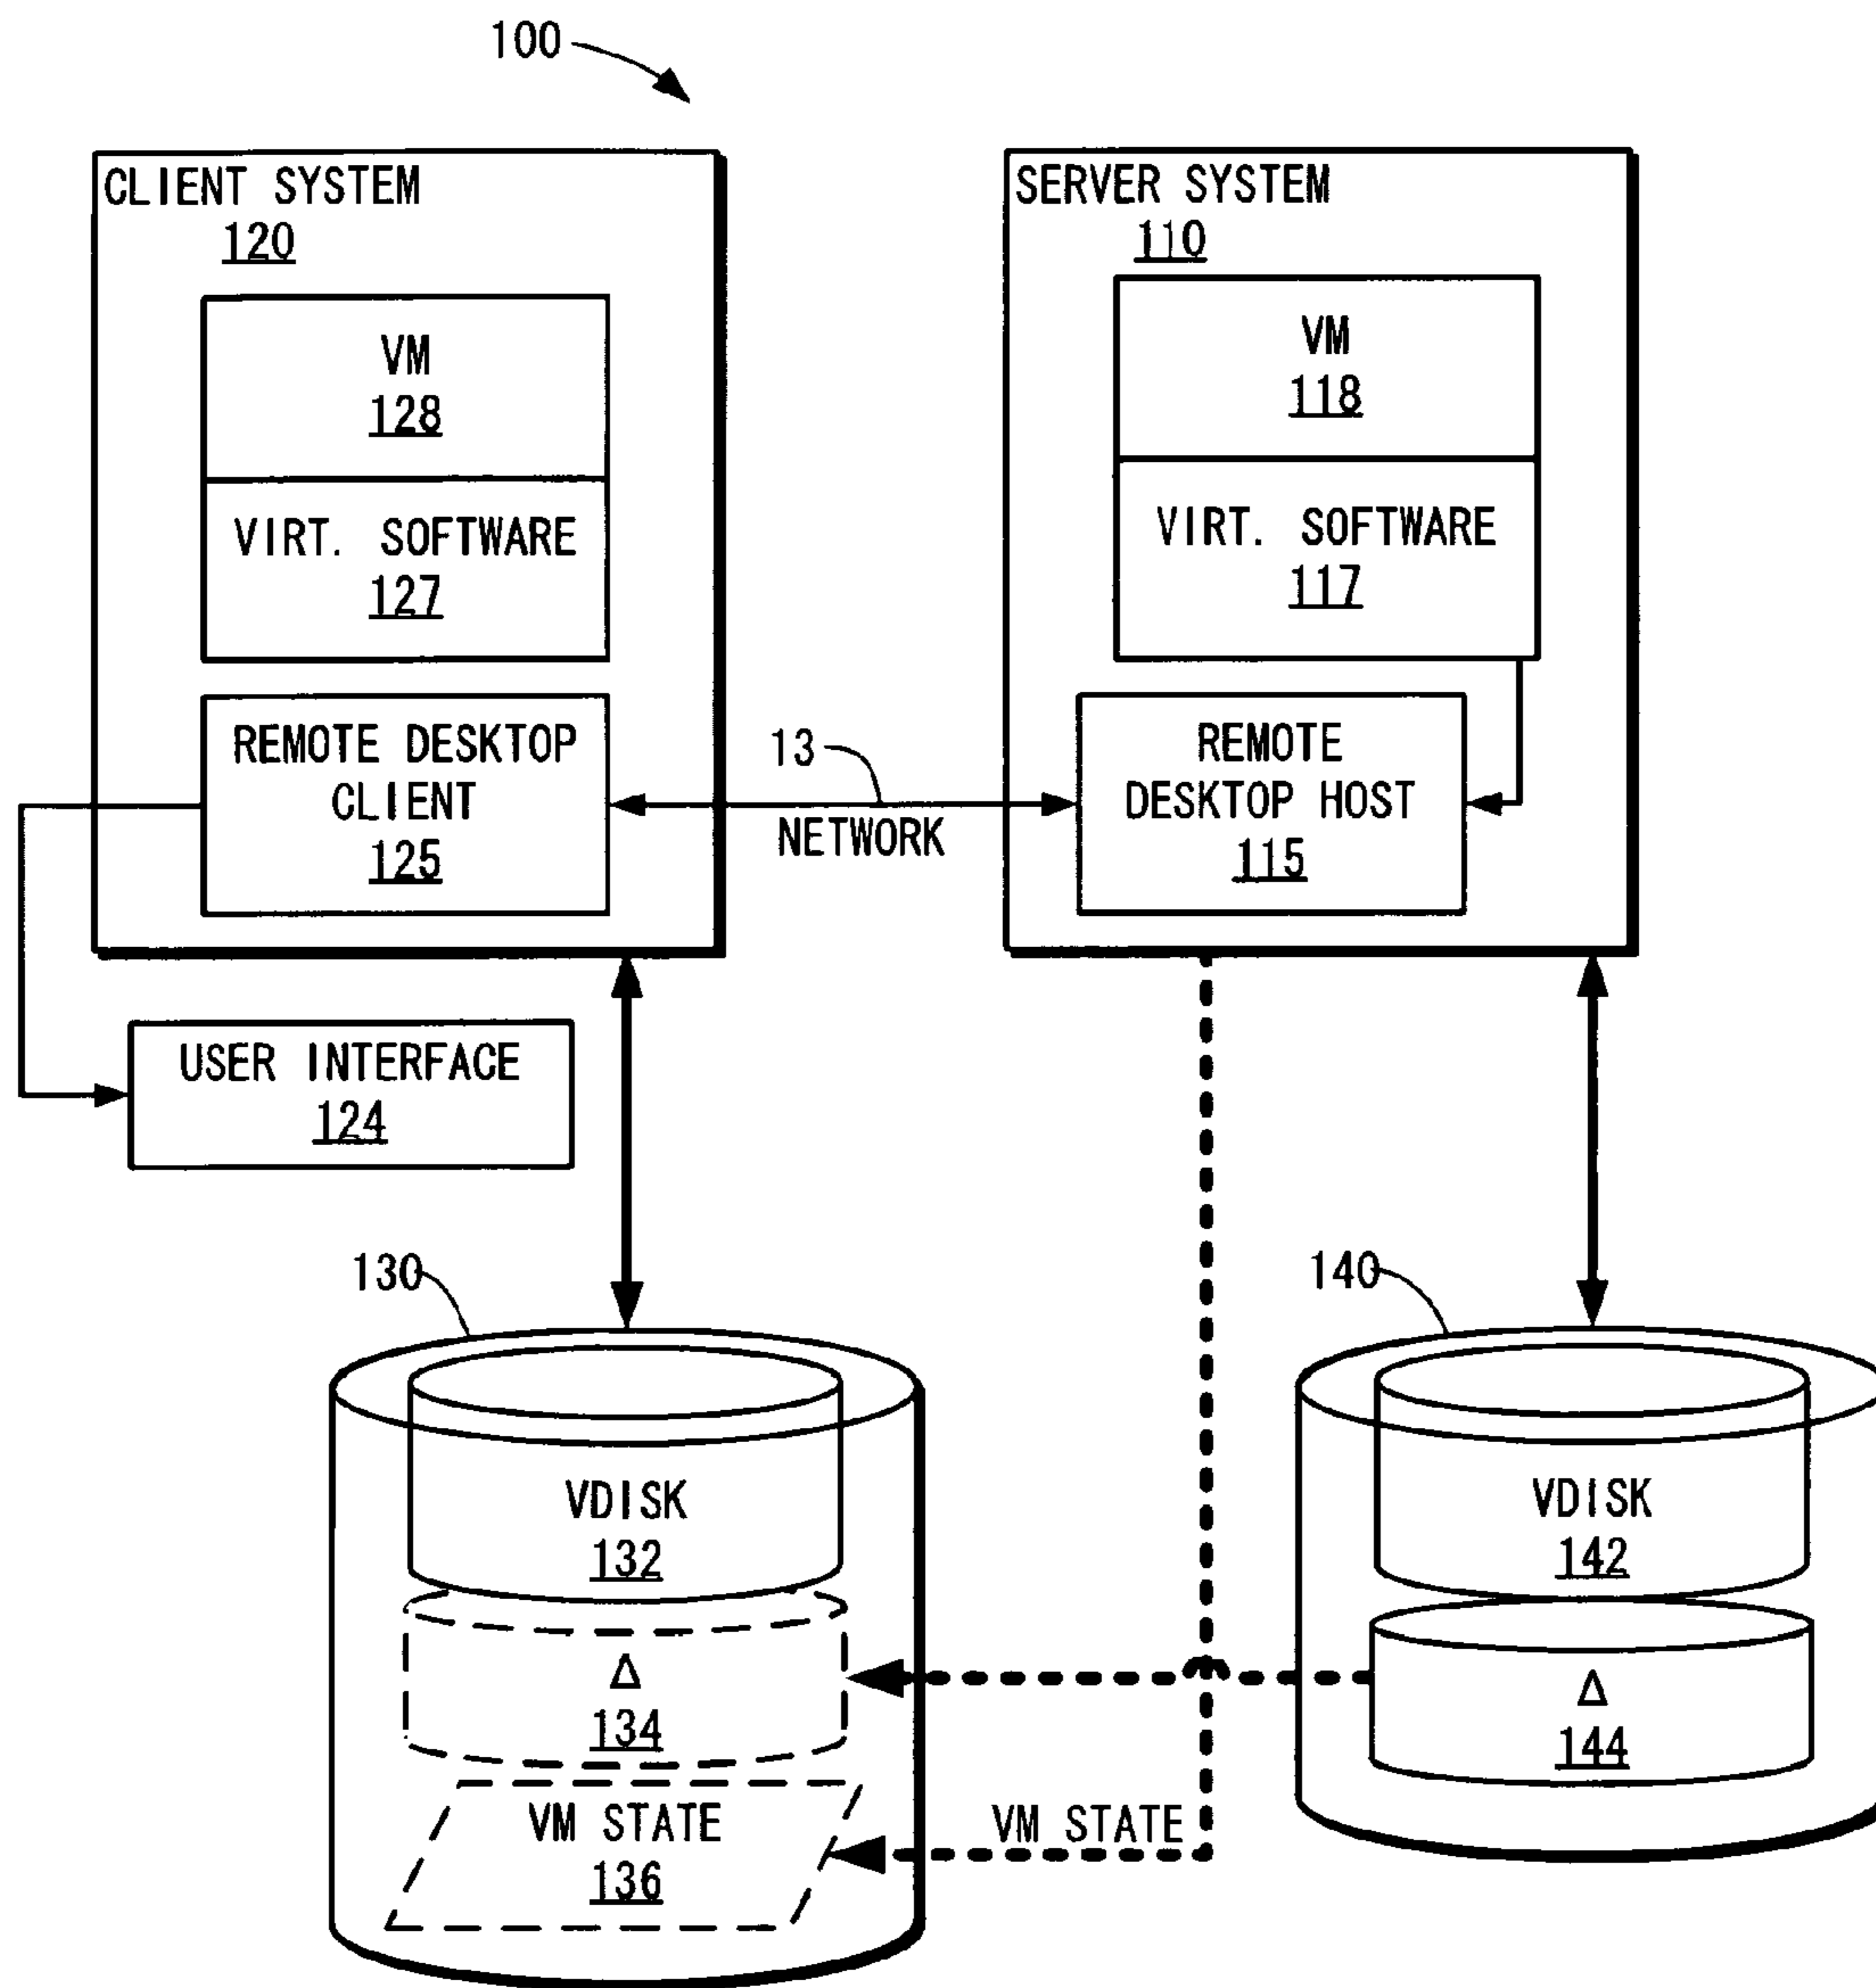 100
CLIENT SYSTEM
120
VM
128
VIRT. SOFTWARE
127
REMOTE DESKTOP
CLIENT
125
SERVER SYSTEM
110
VM
118
VIRT. SOFTWARE
117
REMOTE
DESKTOP HOST
115
13
NETWORK
USER INTERFACE
124
130
VDISK
132
Δ
134
VM STATE
136
VM STATE
140
VDISK
142
Δ
144